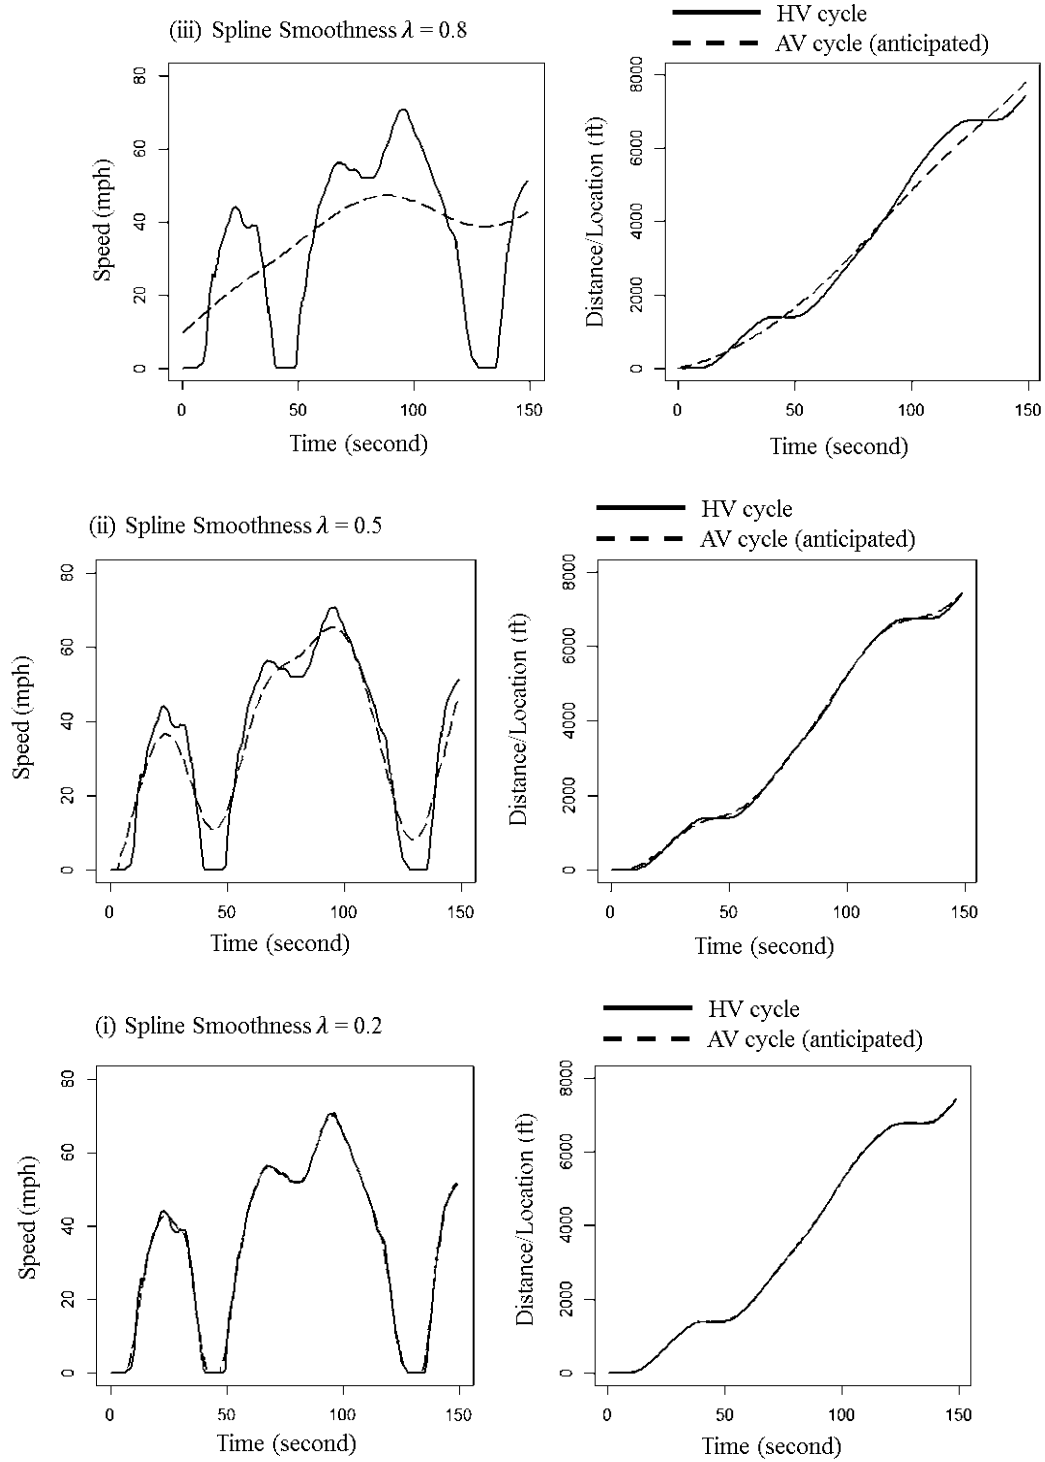 (iii) Spline Smoothness λ = 0.8
HV cycle
AV cycle (anticipated)
80
60
40
20
0
Speed (mph)
0 50 100 150
Time (second)
8000
6000
4000
2000
0
Distance/Location (ft)
0 50 100 150
Time (second)
(ii) Spline Smoothness λ = 0.5
HV cycle
AV cycle (anticipated)
80
60
40
20
0
Speed (mph)
0 50 100 150
Time (second)
8000
6000
4000
2000
0
Distance/Location (ft)
0 50 100 150
Time (second)
(i) Spline Smoothness λ = 0.2
HV cycle
AV cycle (anticipated)
80
60
40
20
0
Speed (mph)
0 50 100 150
Time (second)
8000
6000
4000
2000
0
Distance/Location (ft)
0 50 100 150
Time (second)